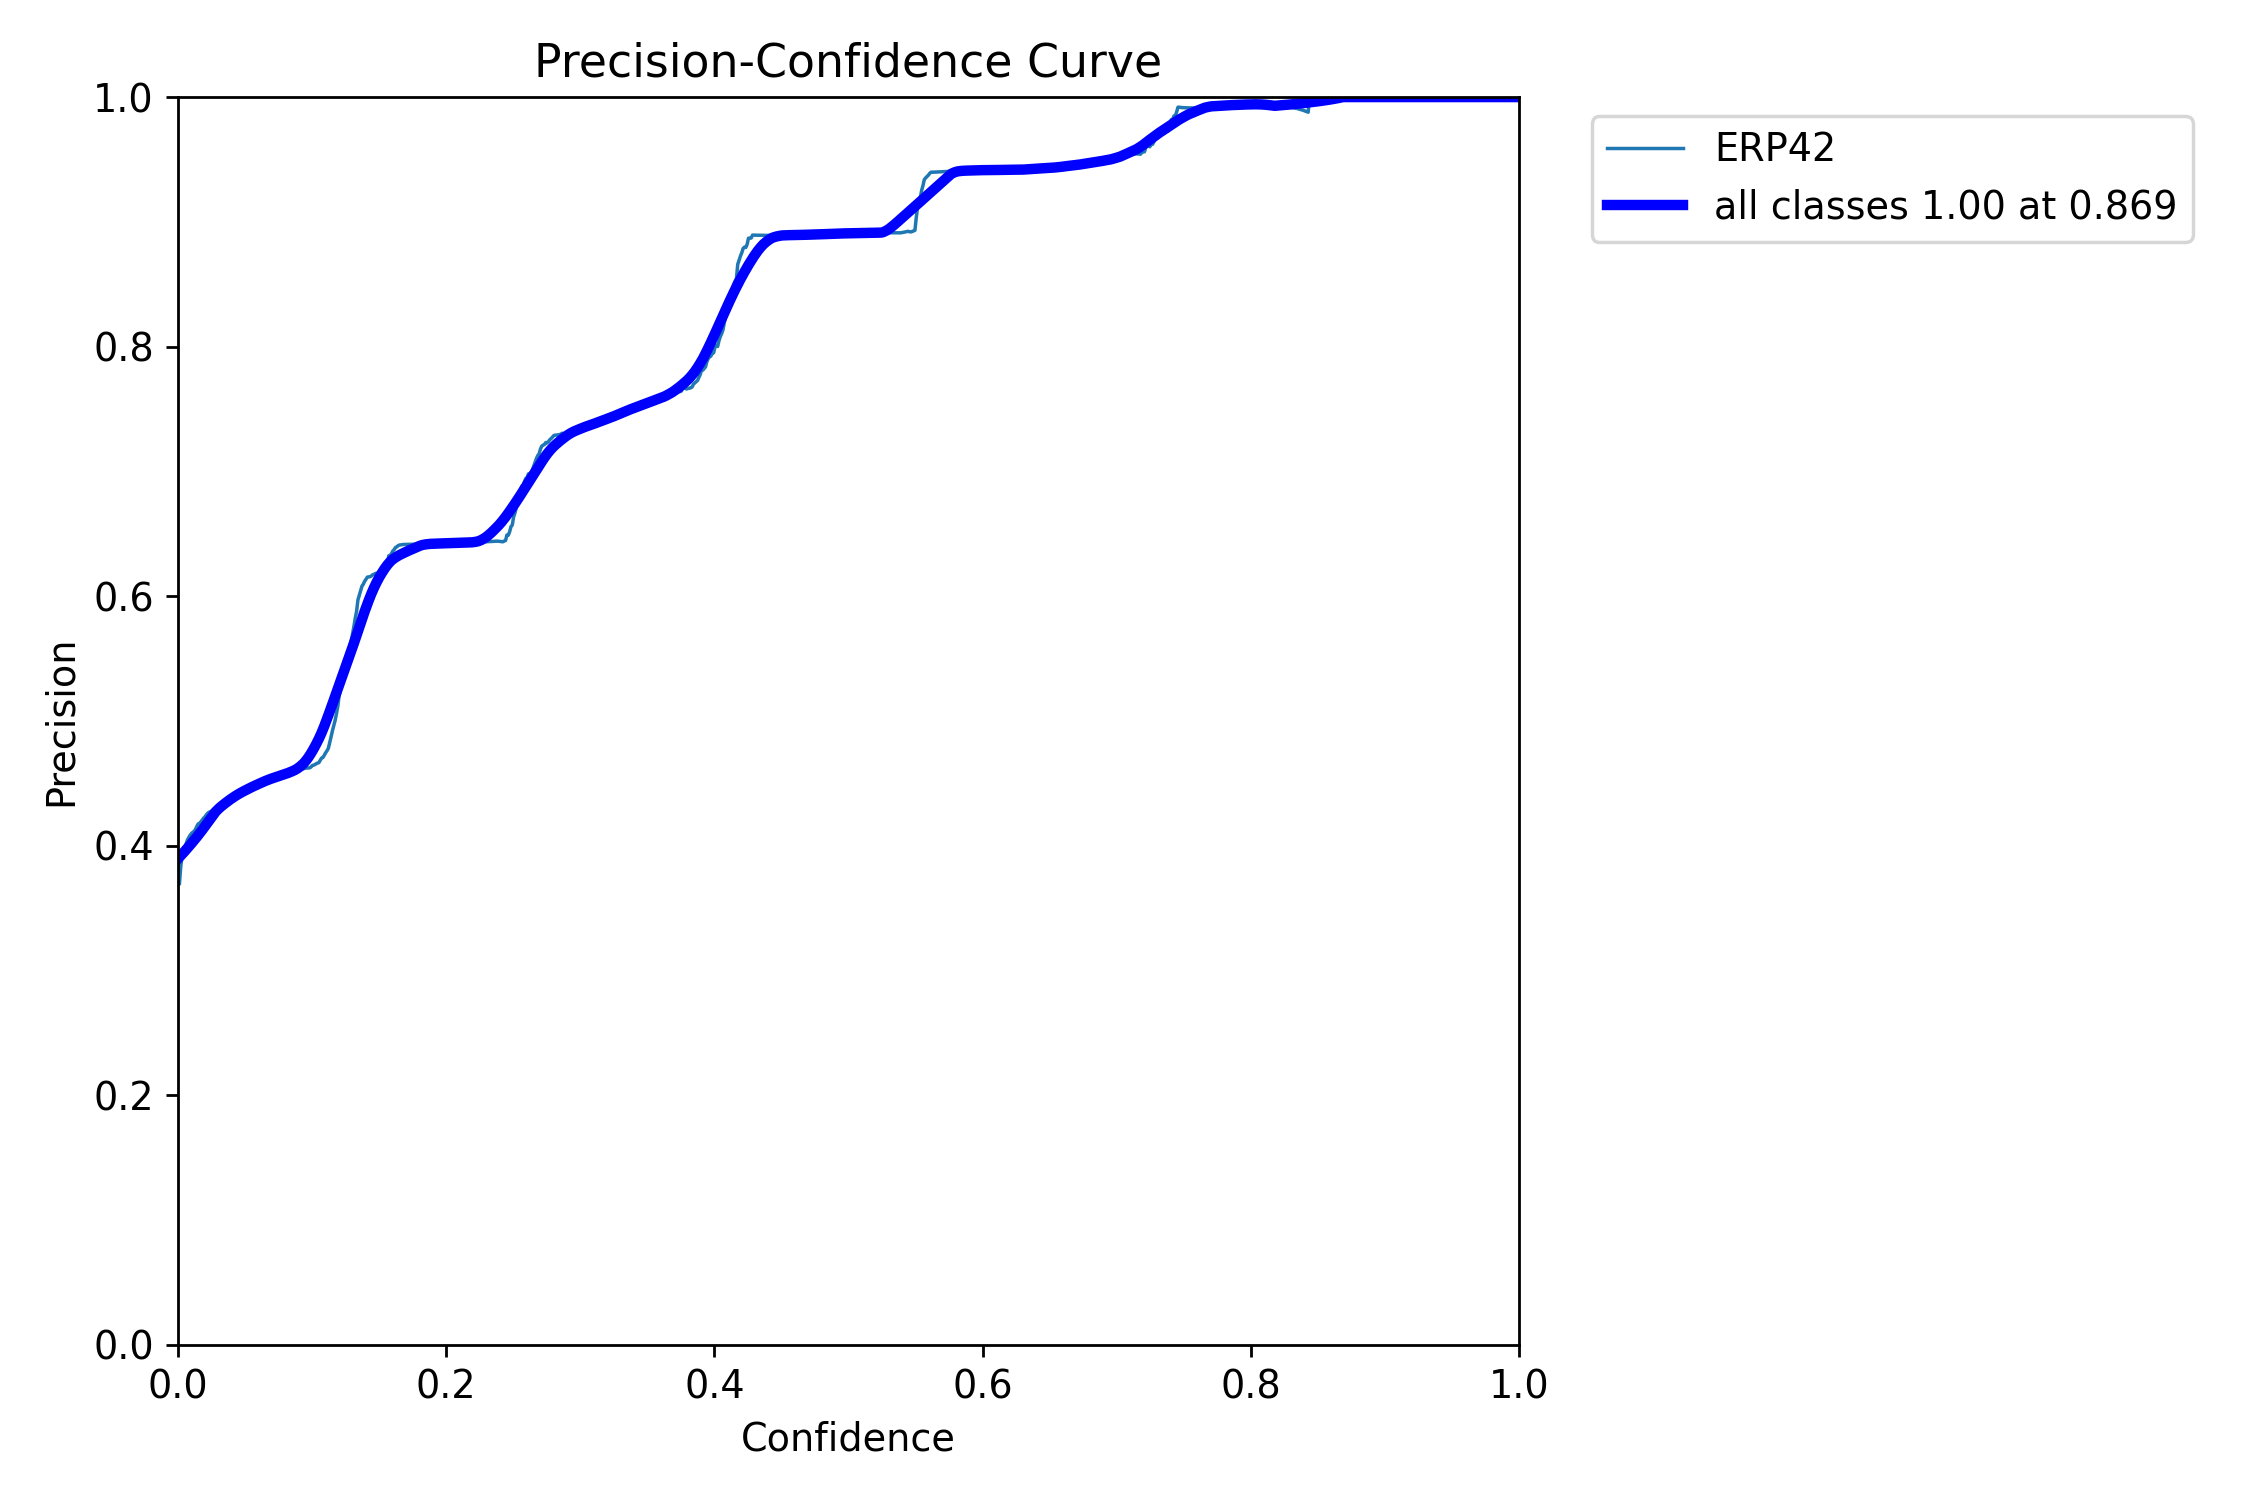 Precision-Confidence Curve
1.0
0.8
0.6
0.4
0.2
0.0
Precision
0.0 0.2 0.4 0.6 0.8 1.0
Confidence
ERP42
all classes 1.00 at 0.869